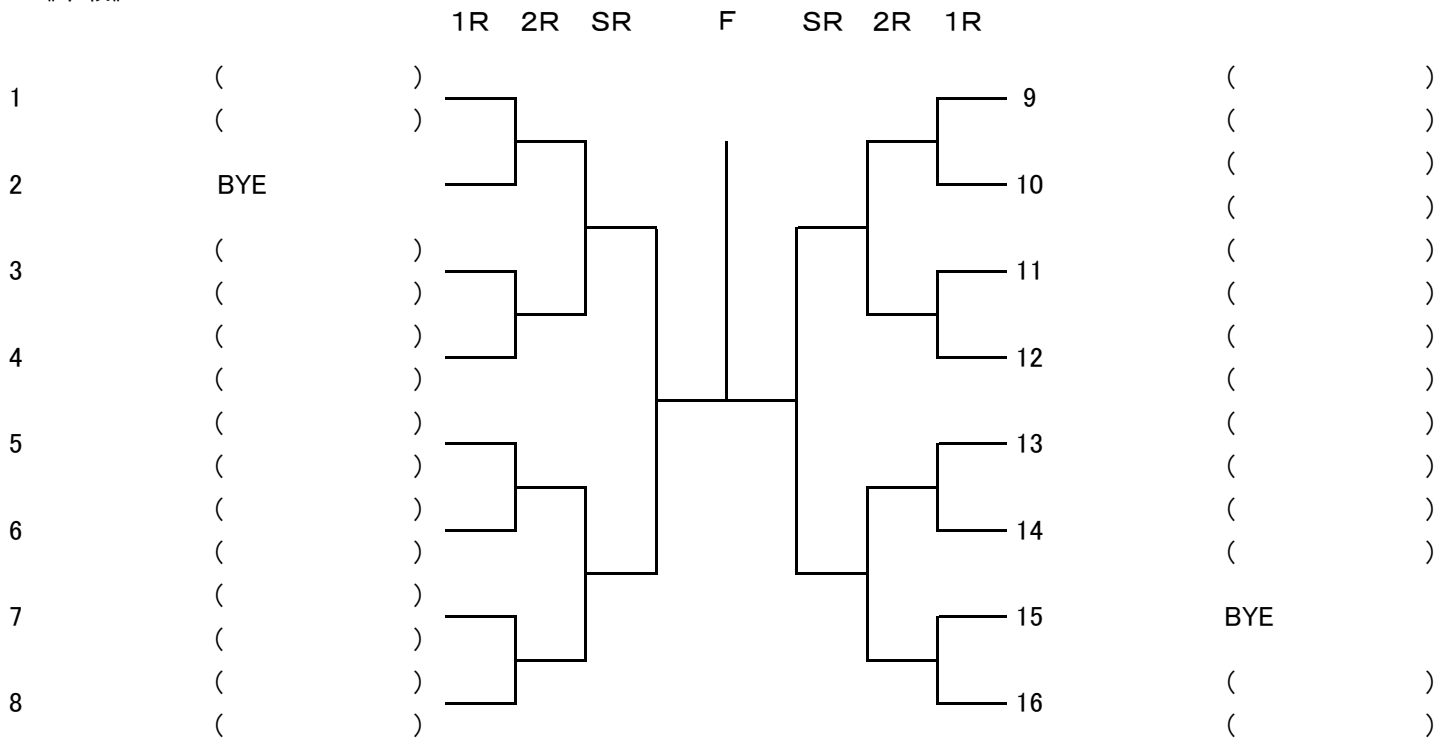 1R 2R SR F SR 2R 1R
( ) ( )
1 9
( ) ( )
( )
2 BYE 10
( )
( ) ( )
3 11
( ) ( )
( ) ( )
4 12
( ) ( )
( ) ( )
5 13
( ) ( )
( ) ( )
6 14
( ) ( )
( )
7 15 BYE
( )
( ) ( )
8 16
( ) ( )